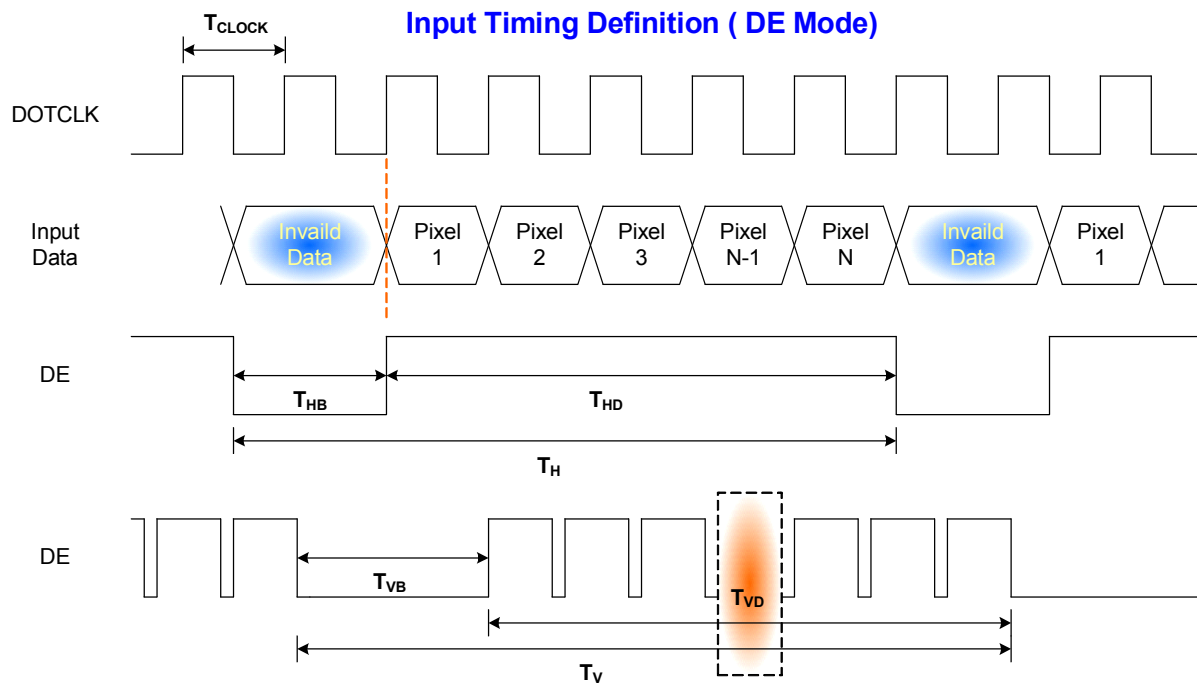 Input Timing Definition ( DE Mode)
TCLOCK
DOTCLK
Input
Data
Invaild
Data
Pixel
1
Pixel
2
Pixel
3
Pixel
N-1
Pixel
N
Invaild
Data
Pixel
1
DE
THB
THD
TH
DE
TVB
TVD
TV